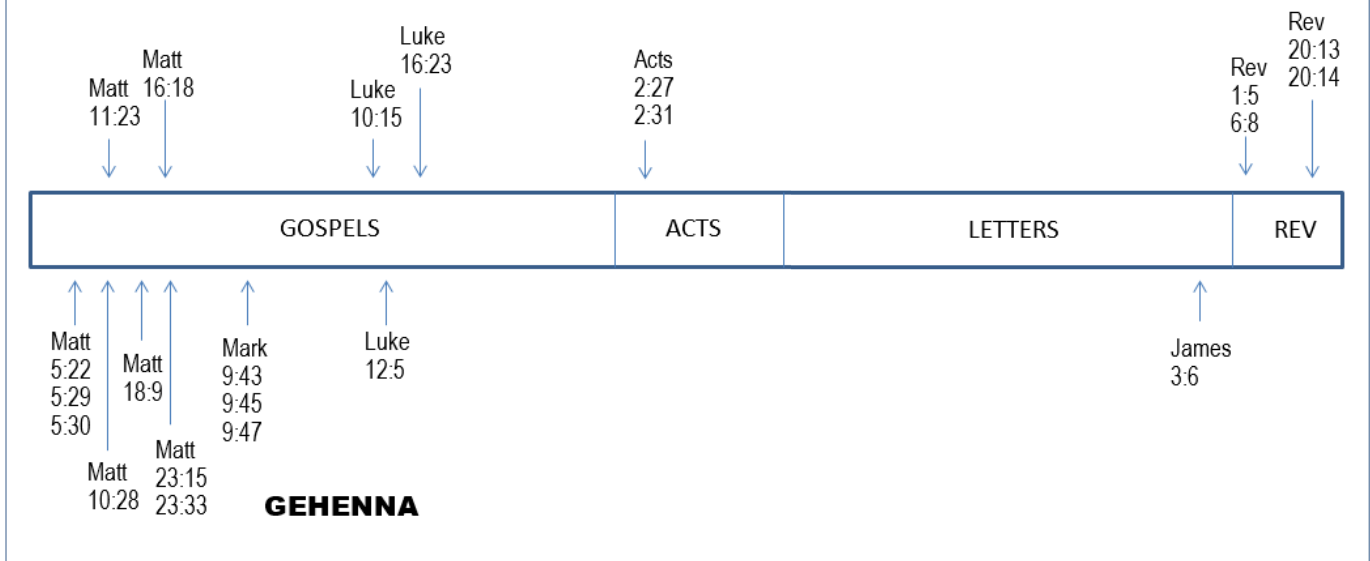 Matt
11:23
Matt
16:18
Luke
10:15
Luke
16:23
Acts
2:27
2:31
Rev
1:5
6:8
Rev
20:13
20:14
GOSPELS
ACTS
LETTERS
REV
Matt
5:22
5:29
5:30
Matt
10:28
Matt
18:9
Matt
23:15
23:33
Mark
9:43
9:45
9:47
Luke
12:5
James
3:6
GEHENNA